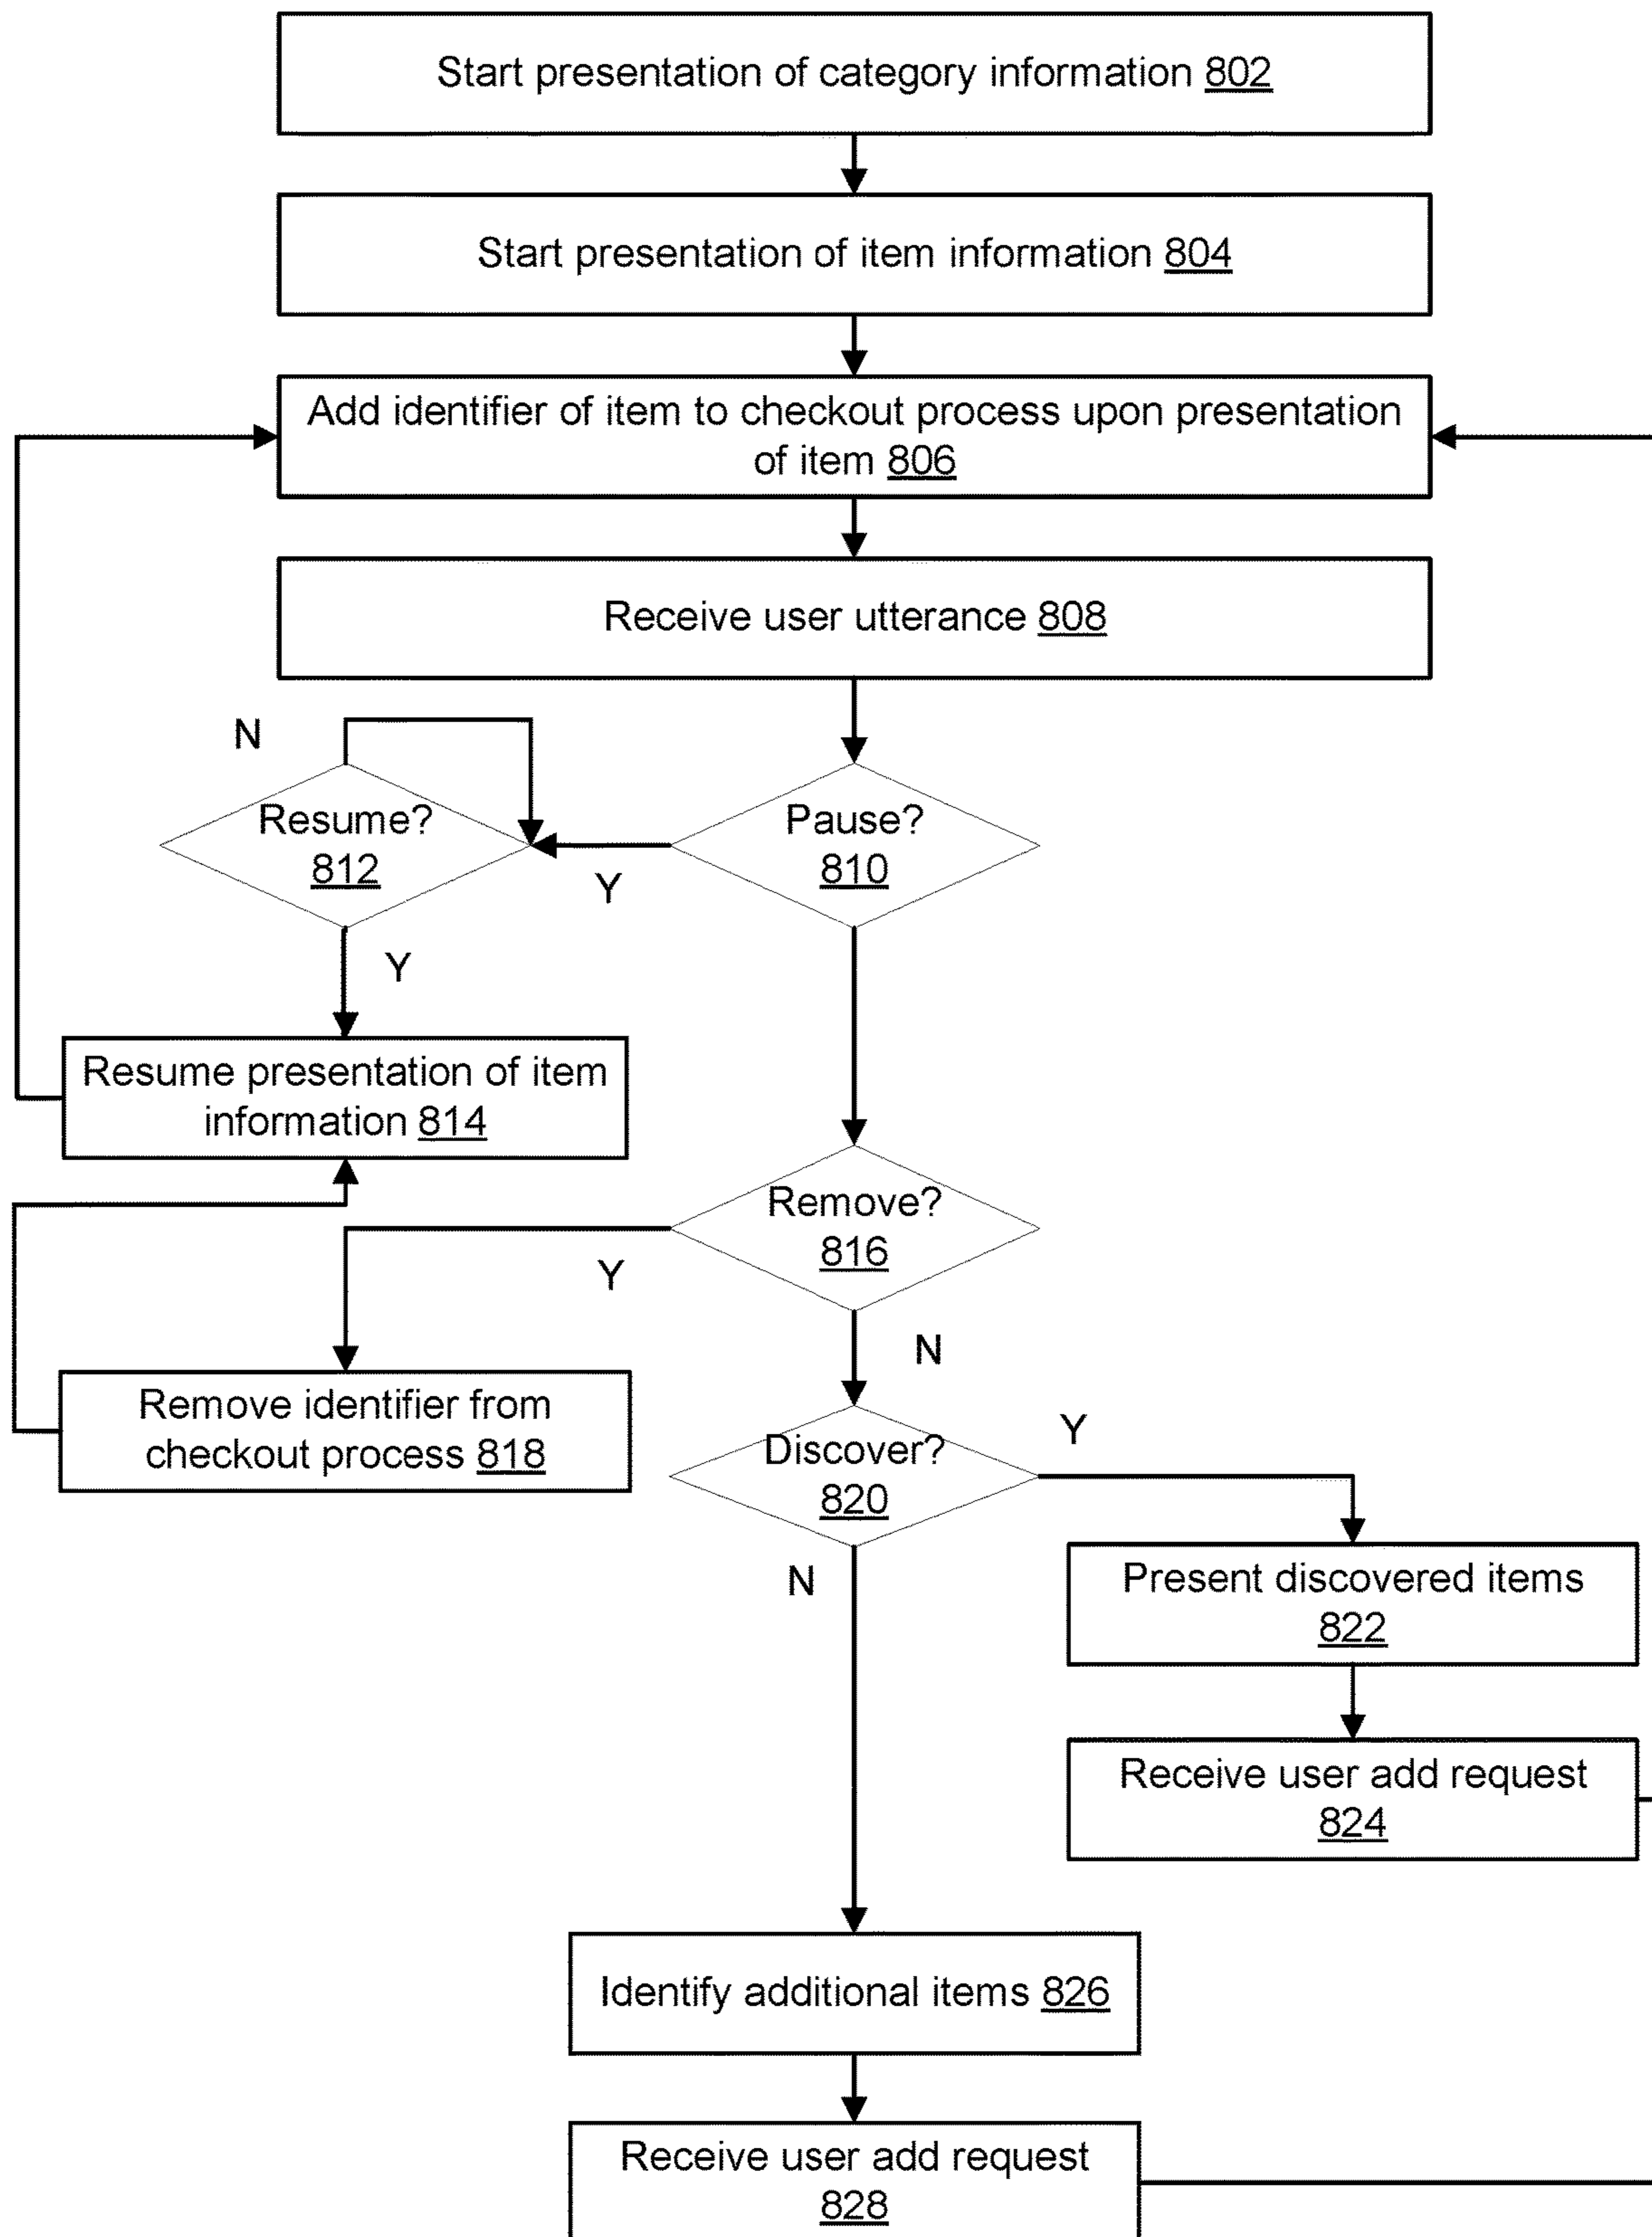 Start presentation of category information 802
Start presentation of item information 804
Add identifier of item to checkout process upon presentation
of item 806
Receive user utterance 808
N
Resume?
812
Pause?
810
Y
Y
Resume presentation of item
information 814
Remove?
816
Y
N
Remove identifier from
checkout process 818
Discover?
820
Y
N
Present discovered items
822
Receive user add request
824
Identify additional items 826
Receive user add request
828